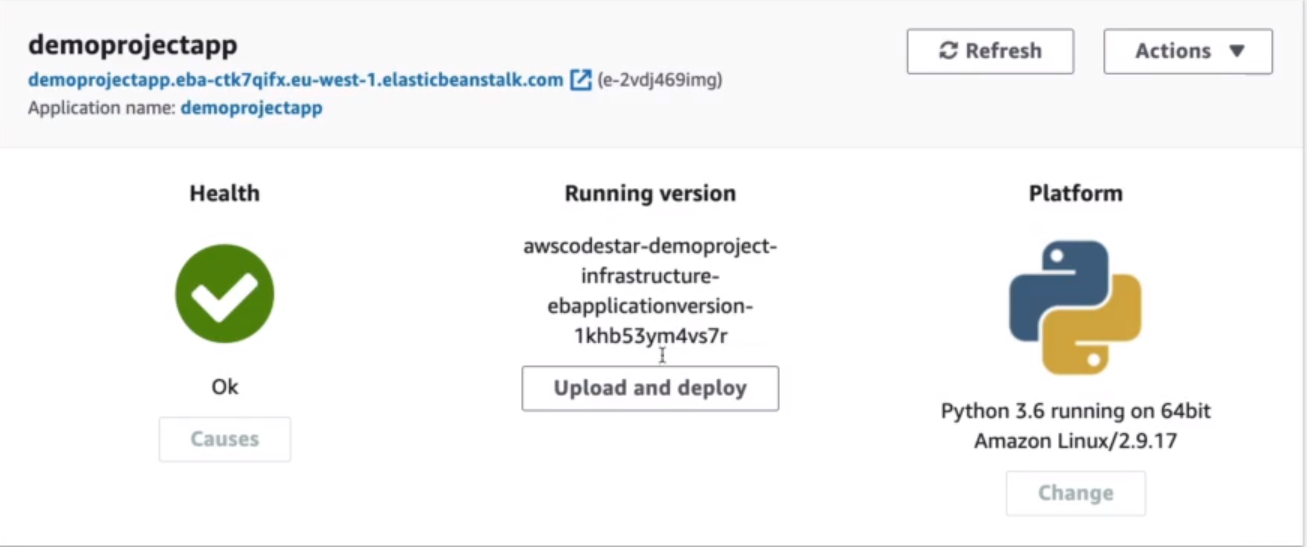 demoprojectapp
Refresh
Actions
demoprojectapp.eba-ctk7qifx.eu-west-1.elasticbeanstalk.com (e-2vdj469img)
Application name: demoprojectapp
Health
Ok
Causes
Running version
awscodestar-demoproject-
infrastructure-
ebapplicationversion-
1khb53ym4vs7r
Upload and deploy
Platform
Python 3.6 running on 64bit
Amazon Linux/2.9.17
Change